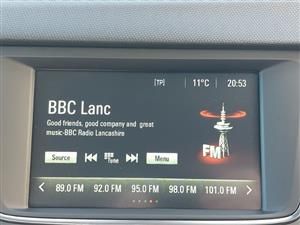 [TP] 11°C 20:53
BBC Lanc
Good friends, good company and great
music-BBC Radio Lancashire
Source Tune Menu
FM
89.0 FM 92.0 FM 95.0 FM 98.0 FM 101.0 FM